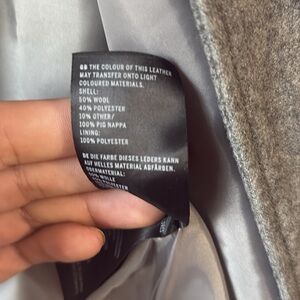 GB THE COLOUR OF THIS LEATHER
MAY TRANSFER ONTO LIGHT
COLOURED MATERIALS.
SHELL:
50% WOOL
40% POLYESTER
10% OTHER/
100% PIG NAPPA
LINING:
100% POLYESTER
DE DIE FARBE DIESES LEDERS KANN
AUF HELLES MATERIAL ABFÄRBEN.
OBERMATERIAL:
WOLLE